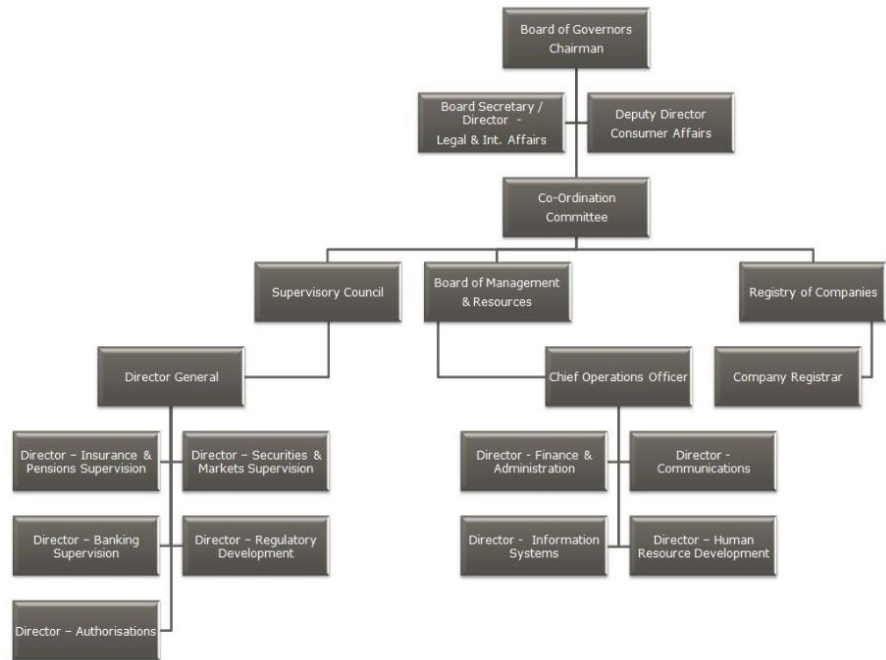 Board of Governors
Chairman
Board Secretary /
Director -
Legal & Int. Affairs
Deputy Director
Consumer Affairs
Co-Ordination
Committee
Supervisory Council
Board of Management
& Resources
Registry of Companies
Director General
Chief Operations Officer
Company Registrar
Director – Insurance &
Pensions Supervision
Director – Securities &
Markets Supervision
Director - Finance &
Administration
Director -
Communications
Director – Banking
Supervision
Director – Regulatory
Development
Director - Information
Systems
Director – Human
Resource Development
Director – Authorisations